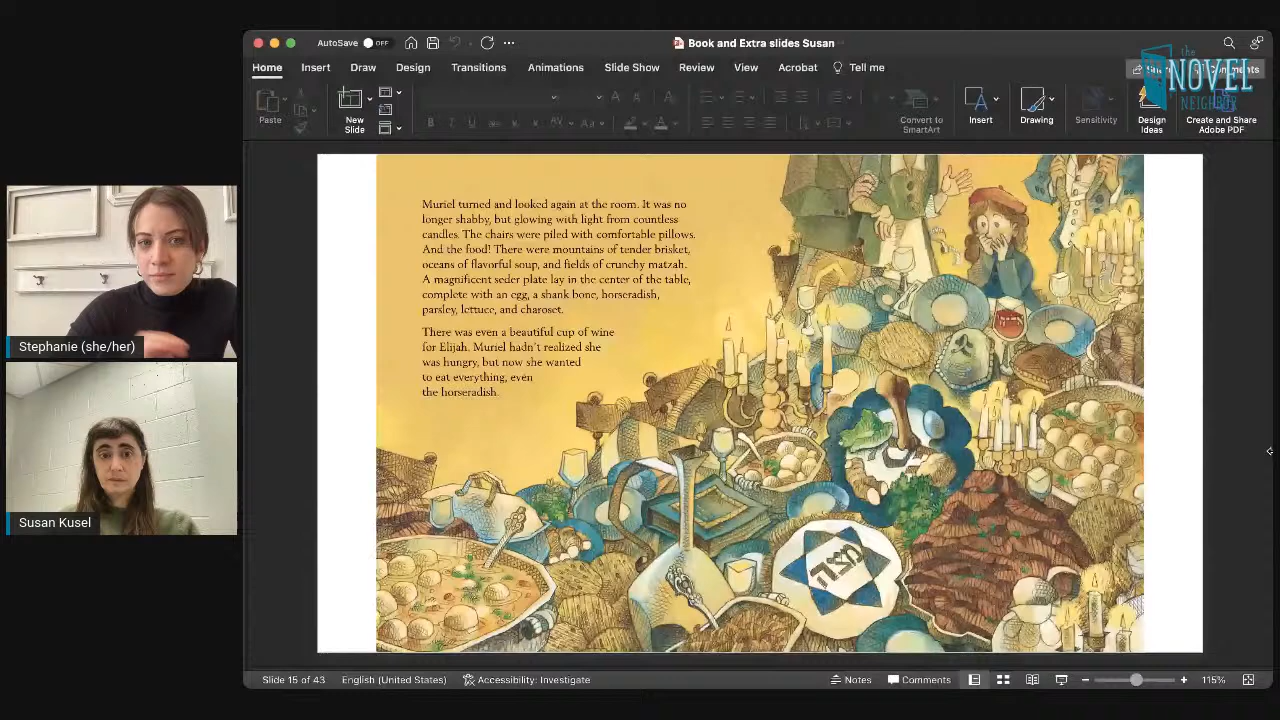 AutoSave
OFF
Book and Extra slides Susan
Home
Insert
Draw
Design
Transitions
Animations
Slide Show
Review
View
Acrobat
Tell me
Share
Comments
the
NOVEL
NEIGHBOR
Paste
New
Slide
Convert to
SmartArt
Insert
Drawing
Sensitivity
Design
Ideas
Create and Share
Adobe PDF
Muriel turned and looked again at the room. It was no
longer shabby, but glowing with light from countless
candles. The chairs were piled with comfortable pillows.
And the food! There were mountains of tender brisket,
oceans of flavorful soup, and fields of crunchy matzah.
A magnificent seder plate lay in the center of the table,
complete with an egg, a shank bone, horseradish,
parsley, lettuce, and charoset.
There was even a beautiful cup of wine
for Elijah. Muriel hadn't realized she
was hungry, but now she wanted
to eat everything, even
the horseradish.
מצה
Stephanie (she/her)
Susan Kusel
Slide 15 of 43
English (United States)
Accessibility: Investigate
Notes
Comments
115%